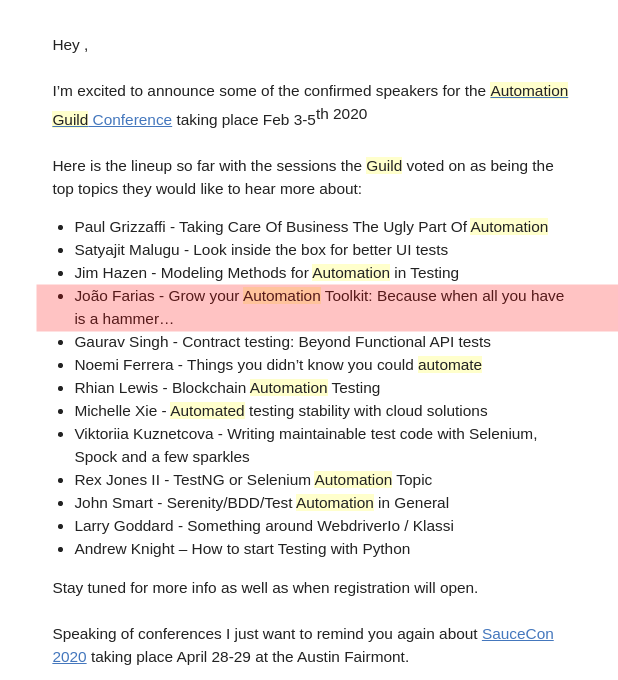 Hey ,
I'm excited to announce some of the confirmed speakers for the Automation
Guild Conference taking place Feb 3-5th 2020
Here is the lineup so far with the sessions the Guild voted on as being the
top topics they would like to hear more about:
• Paul Grizzaffi - Taking Care Of Business The Ugly Part Of Automation
• Satyajit Malugu - Look inside the box for better UI tests
• Jim Hazen - Modeling Methods for Automation in Testing
• João Farias - Grow your Automation Toolkit: Because when all you have
is a hammer…
• Gaurav Singh - Contract testing: Beyond Functional API tests
• Noemi Ferrera - Things you didn't know you could automate
• Rhian Lewis - Blockchain Automation Testing
• Michelle Xie - Automated testing stability with cloud solutions
• Viktoriia Kuznetcova - Writing maintainable test code with Selenium,
Spock and a few sparkles
• Rex Jones II - TestNG or Selenium Automation Topic
• John Smart - Serenity/BDD/Test Automation in General
• Larry Goddard - Something around WebdriverIo / Klassi
• Andrew Knight – How to start Testing with Python
Stay tuned for more info as well as when registration will open.
Speaking of conferences I just want to remind you again about SauceCon
2020 taking place April 28-29 at the Austin Fairmont.